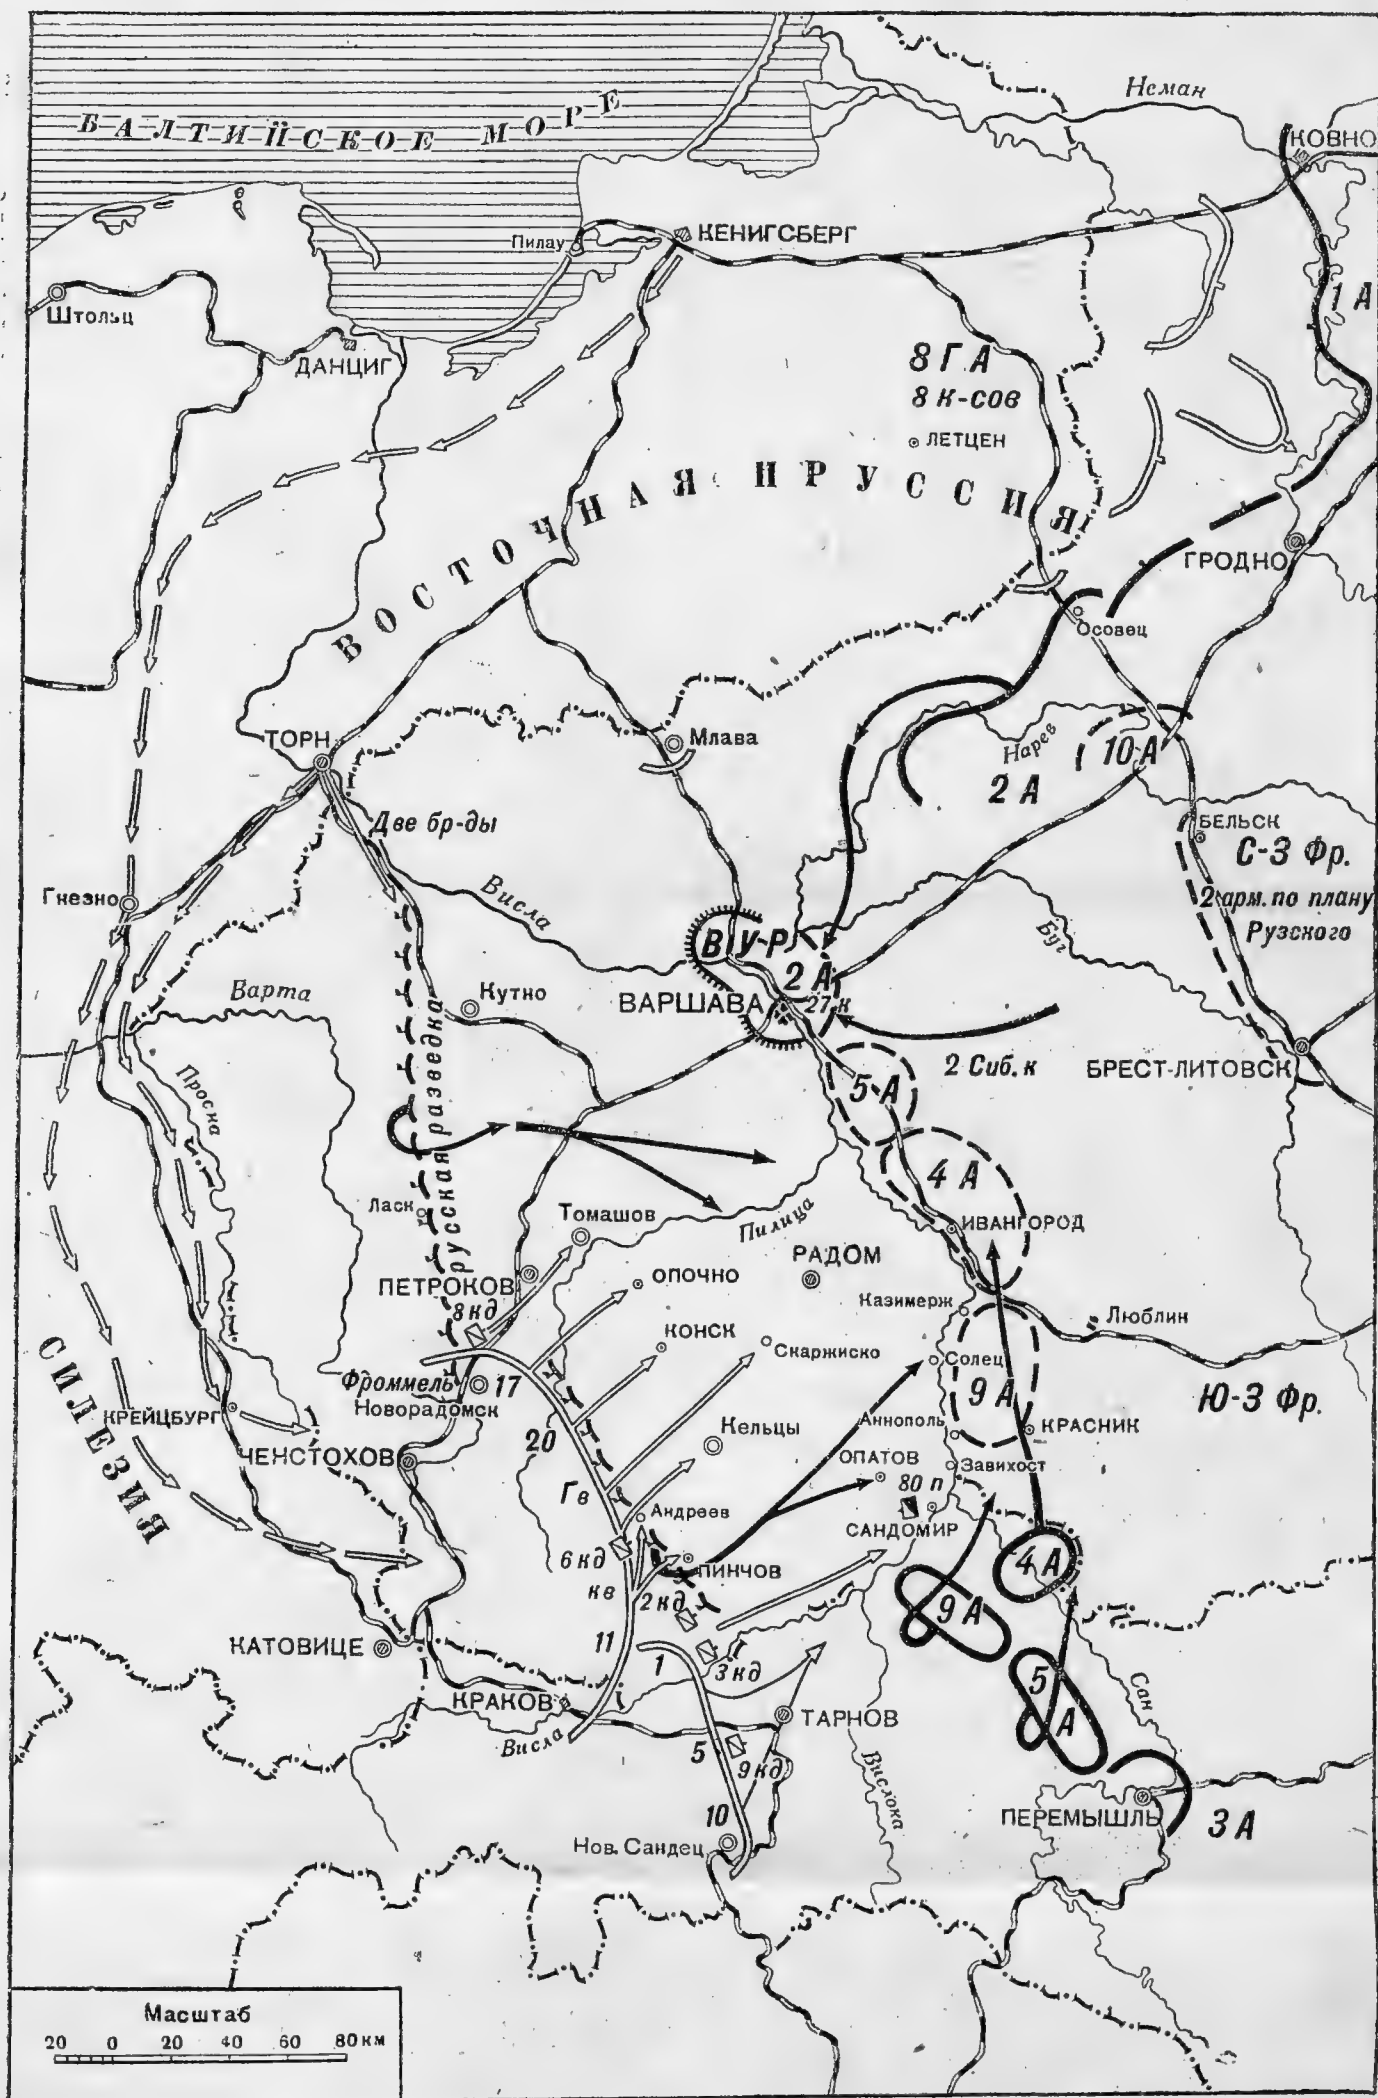 Неман
БАЛТИЙСКОЕ МОРЕ
КОВНО
Пилау
КЕНИГСБЕРГ
1 А
Штольц
ДАНЦИГ
8 Г.А
8 к-сов
ЛЕТЦЕН
ВОСТОЧНАЯ ПРУССИЯ
ГРОДНО
Осовец
ТОРН
Млава
Нарев
10-А
2 А
Две бр-ды
БЕЛЬСК
С-З Фр.
2 арм. по плану
Рузского
Гнезно
Висла
Буг
В У-Р
2 А
27 к
ВАРШАВА
Варта
Кутно
2 Сиб. к
БРЕСТ-ЛИТОВСК
5-А
Просна
русская разведка
4 А
Ласк
Томашов
Пилица
ИВАНГОРОД
РАДОМ
ПЕТРОКОВ
ОПОЧНО
8 кд
Казимерж
Люблин
КОНСК
Скаржиско
Солец
СИЛЕЗИЯ
Фроммель
17
Новорадомск
9 А
Ю-З Фр.
КРЕЙЦБУРГ
Аннополь
КРАСНИК
20
Кельцы
ЧЕНСТОХОВ
ОПАТОВ
Завихост
80 п
Гв
Андреев
САНДОМИР
6 кд
ПИНЧОВ
4 А
кв
2 кд
9 А
КАТОВИЦЕ
11
1
3 кд
5
А
Сан
КРАКОВ
ТАРНОВ
Висла
5
9 кд
Вислока
10
ПЕРЕМЫШЛЬ
3 А
Нов. Сандец
Масштаб
20 0 20 40 60 80 км